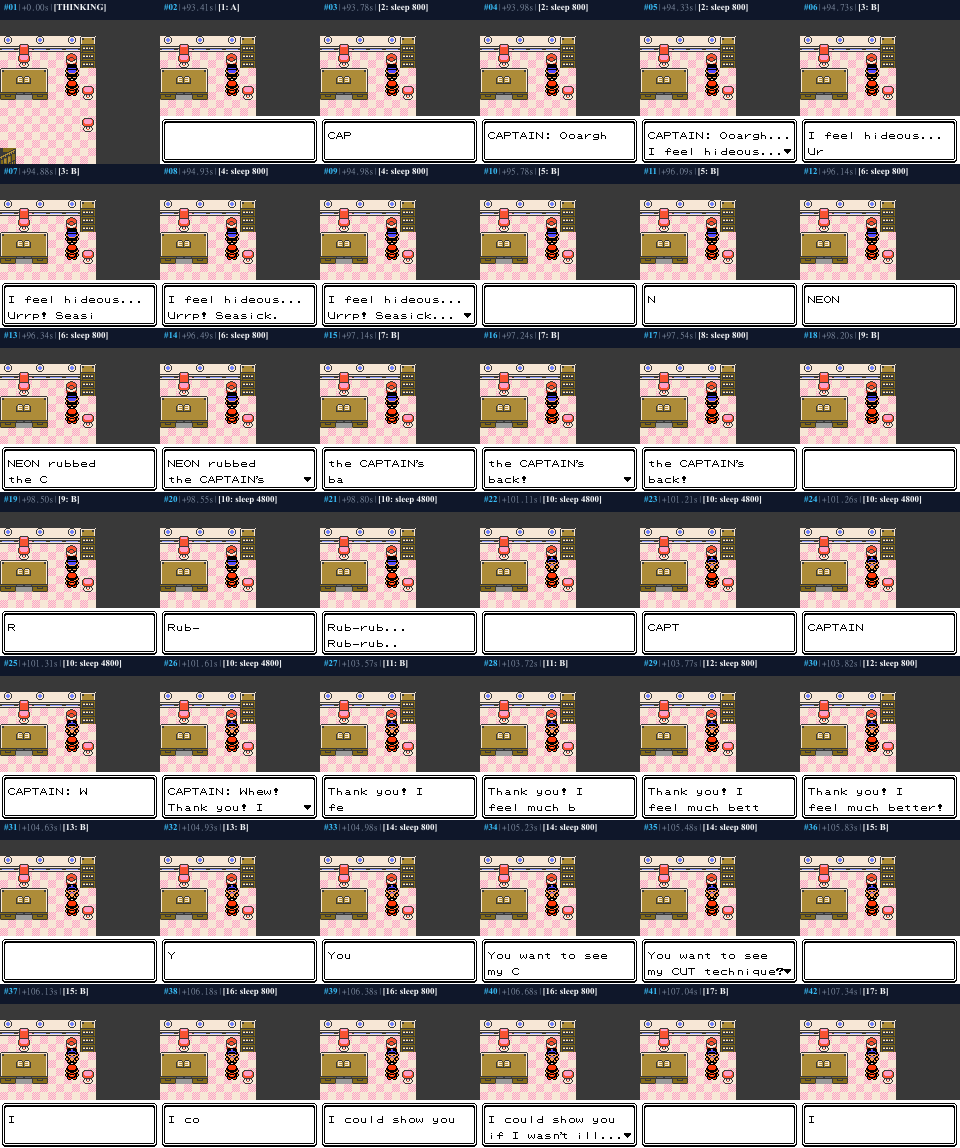 #01 | +0.00s | [THINKING]
#02 | +93.41s | [1: A]
#03 | +93.78s | [2: sleep 800]
#04 | +93.98s | [2: sleep 800]
#05 | +94.33s | [2: sleep 800]
#06 | +94.73s | [3: B]
CAP
CAPTAIN: Ooargh
CAPTAIN: Ooargh...
I feel hideous...
I feel hideous...
Ur
#07 | +94.88s | [3: B]
#08 | +94.93s | [4: sleep 800]
#09 | +94.98s | [4: sleep 800]
#10 | +95.78s | [5: B]
#11 | +96.09s | [5: B]
#12 | +96.14s | [6: sleep 800]
I feel hideous...
Urrp! Seasi
I feel hideous...
Urrp! Seasick.
I feel hideous...
Urrp! Seasick...
N
NEON
#13 | +96.34s | [6: sleep 800]
#14 | +96.49s | [6: sleep 800]
#15 | +97.14s | [7: B]
#16 | +97.24s | [7: B]
#17 | +97.54s | [8: sleep 800]
#18 | +98.20s | [9: B]
NEON rubbed
the C
NEON rubbed
the CAPTAIN's
the CAPTAIN's
ba
the CAPTAIN's
back!
the CAPTAIN's
back!
#19 | +98.50s | [9: B]
#20 | +98.55s | [10: sleep 4800]
#21 | +98.80s | [10: sleep 4800]
#22 | +101.11s | [10: sleep 4800]
#23 | +101.21s | [10: sleep 4800]
#24 | +101.26s | [10: sleep 4800]
R
Rub-
Rub-rub...
Rub-rub..
CAPT
CAPTAIN
#25 | +101.31s | [10: sleep 4800]
#26 | +101.61s | [10: sleep 4800]
#27 | +103.57s | [11: B]
#28 | +103.72s | [11: B]
#29 | +103.77s | [12: sleep 800]
#30 | +103.82s | [12: sleep 800]
CAPTAIN: W
CAPTAIN: Whew!
Thank you! I
Thank you! I
fe
Thank you! I
feel much b
Thank you! I
feel much bett
Thank you! I
feel much better!
#31 | +104.63s | [13: B]
#32 | +104.93s | [13: B]
#33 | +104.98s | [14: sleep 800]
#34 | +105.23s | [14: sleep 800]
#35 | +105.48s | [14: sleep 800]
#36 | +105.83s | [15: B]
Y
You
You want to see
my C
You want to see
my CUT technique?
#37 | +106.13s | [15: B]
#38 | +106.18s | [16: sleep 800]
#39 | +106.38s | [16: sleep 800]
#40 | +106.68s | [16: sleep 800]
#41 | +107.04s | [17: B]
#42 | +107.34s | [17: B]
I
I co
I could show you
I could show you
if I wasn't ill...
I